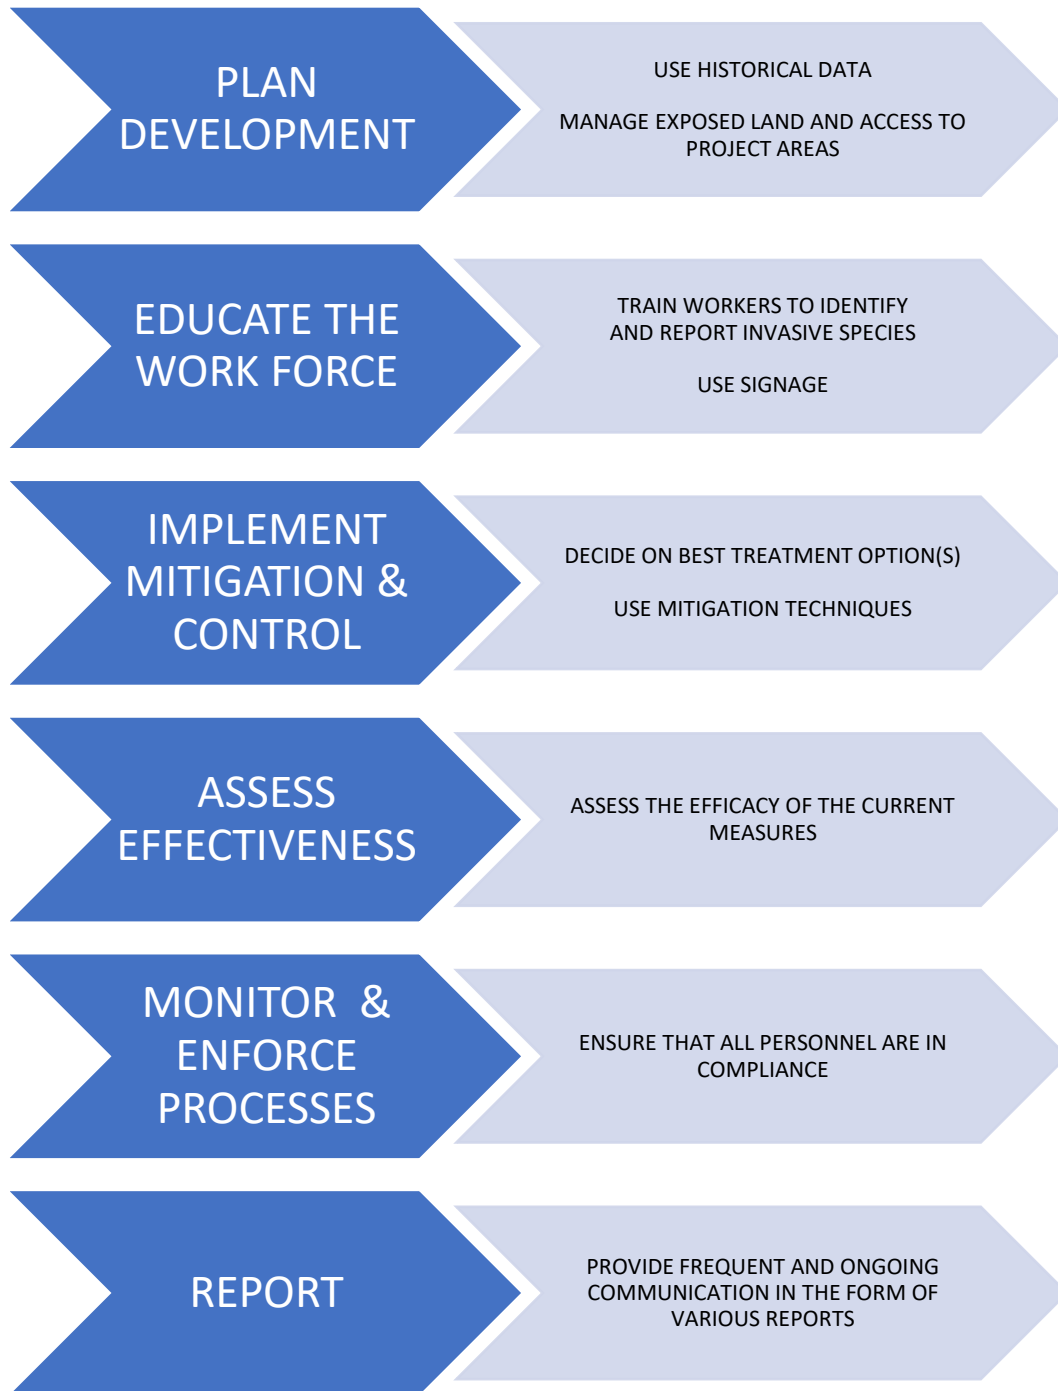 PLAN
DEVELOPMENT
USE HISTORICAL DATA
MANAGE EXPOSED LAND AND ACCESS TO
PROJECT AREAS
EDUCATE THE
WORK FORCE
TRAIN WORKERS TO IDENTIFY
AND REPORT INVASIVE SPECIES
USE SIGNAGE
IMPLEMENT
MITIGATION &
CONTROL
DECIDE ON BEST TREATMENT OPTION(S)
USE MITIGATION TECHNIQUES
ASSESS
EFFECTIVENESS
ASSESS THE EFFICACY OF THE CURRENT
MEASURES
MONITOR &
ENFORCE
PROCESSES
ENSURE THAT ALL PERSONNEL ARE IN
COMPLIANCE
REPORT
PROVIDE FREQUENT AND ONGOING
COMMUNICATION IN THE FORM OF
VARIOUS REPORTS